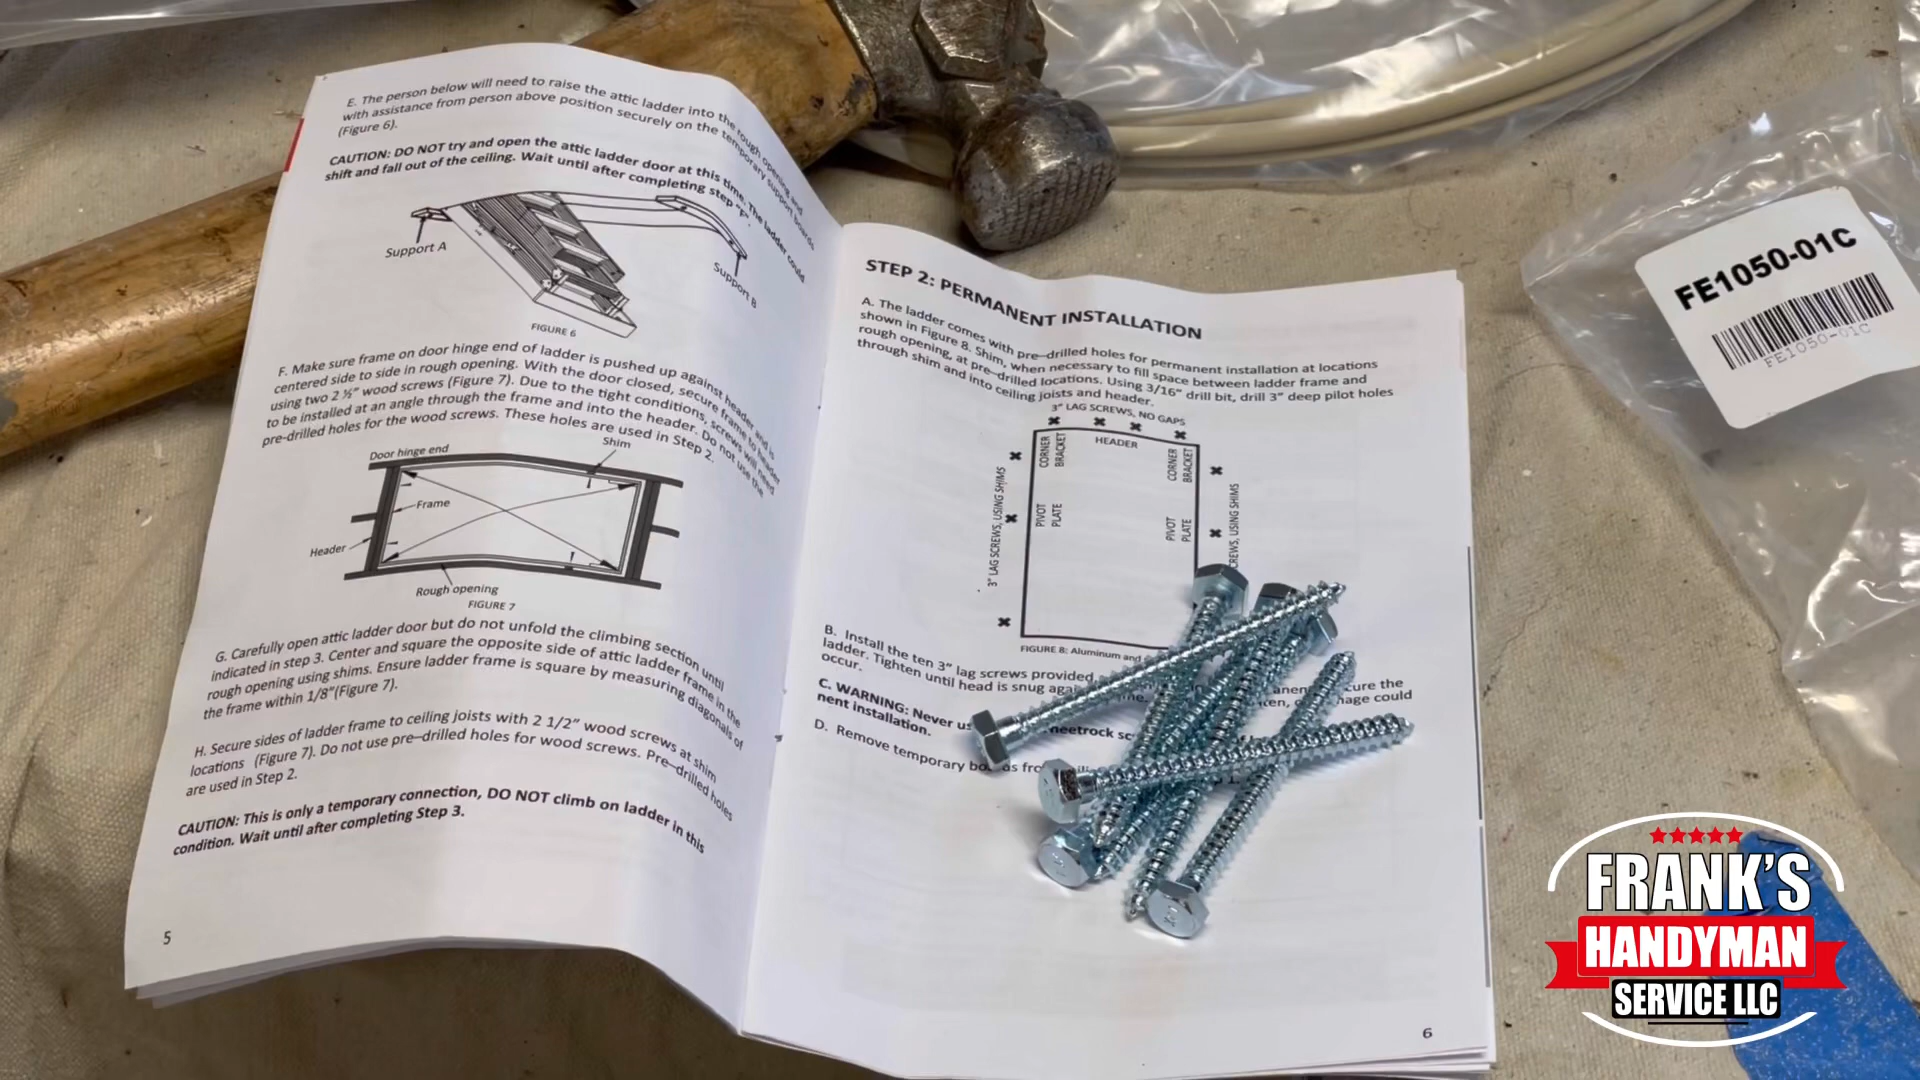 E. The person below will need to raise the attic ladder into the rough opening and
with assistance from person above position securely on the temporary support boards
(Figure 6).
CAUTION: DO NOT try and open the attic ladder door at this time. The ladder could
shift and fall out of the ceiling. Wait until after completing step "F".
Support A
Support B
FIGURE 6
F. Make sure frame on door hinge end of ladder is pushed up against header and is
centered side to side in rough opening. With the door closed, secure frame to header
using two 2 ½" wood screws (Figure 7). Due to the tight conditions, screws will need
to be installed at an angle through the frame and into the header. Do not use the
pre-drilled holes for the wood screws. These holes are used in Step 2.
Door hinge end
Shim
Frame
Header
Rough opening
FIGURE 7
G. Carefully open attic ladder door but do not unfold the climbing section until
indicated in step 3. Center and square the opposite side of attic ladder frame in the
rough opening using shims. Ensure ladder frame is square by measuring diagonals of
the frame within 1/8"(Figure 7).
H. Secure sides of ladder frame to ceiling joists with 2 1/2" wood screws at shim
locations (Figure 7). Do not use pre–drilled holes for wood screws. Pre–drilled holes
are used in Step 2.
CAUTION: This is only a temporary connection, DO NOT climb on ladder in this
condition. Wait until after completing Step 3.
5
STEP 2: PERMANENT INSTALLATION
A. The ladder comes with pre–drilled holes for permanent installation at locations
shown in Figure 8. Shim, when necessary to fill space between ladder frame and
rough opening, at pre–drilled locations. Using 3/16" drill bit, drill 3" deep pilot holes
through shim and into ceiling joists and header.
3" LAG SCREWS, NO GAPS
HEADER
CORNER
BRACKET
CORNER
BRACKET
PIVOT
PLATE
PIVOT
PLATE
3" LAG SCREWS, USING SHIMS
CREWS, USING SHIMS
FIGURE 8: Aluminum and
B. Install the ten 3" lag screws provided
ladder. Tighten until head is snug
occur.
cure the
could
C. WARNING: Never
nent installation.
D. Remove temporary
6
FE1050-01C
FE1050-01C
FRANK'S
HANDYMAN
SERVICE LLC